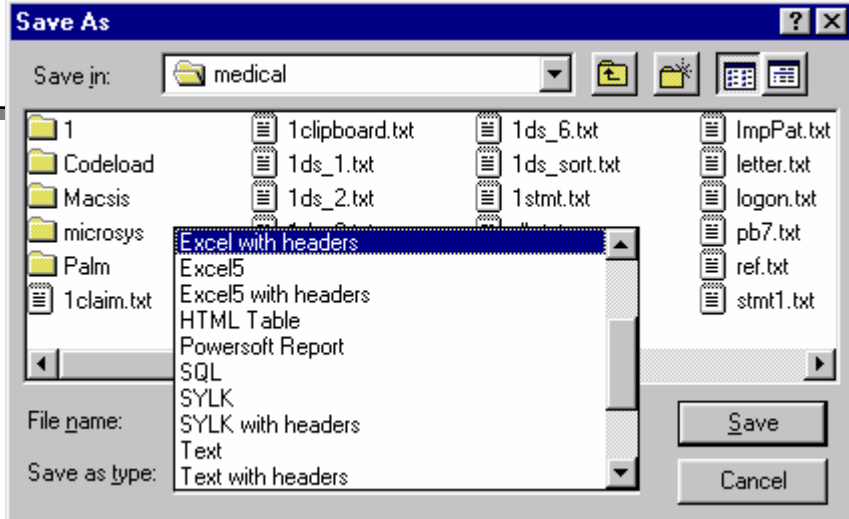 Save As
Save in: medical
1 1clipboard.txt 1ds_6.txt ImpPat.txt
Codeload 1ds_1.txt 1ds_sort.txt letter.txt
Macsis 1ds_2.txt 1stmt.txt logon.txt
microsys pb7.txt
Palm ref.txt
1claim.txt stmt1.txt
Excel with headers
Excel5
Excel5 with headers
HTML Table
Powersoft Report
SQL
SYLK
SYLK with headers
Text
Text with headers
File name: Save
Save as type: Cancel